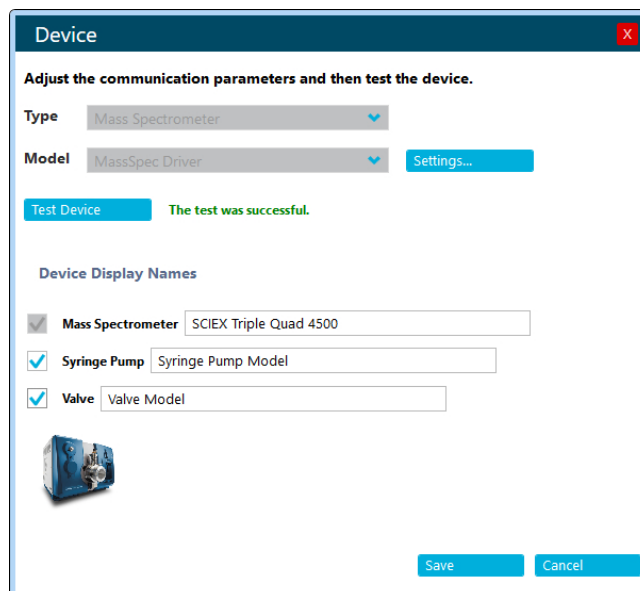 Device
X
Adjust the communication parameters and then test the device.
Type Mass Spectrometer
Model MassSpec Driver Settings...
Test Device The test was successful.
Device Display Names
Mass Spectrometer SCIEX Triple Quad 4500
Syringe Pump Syringe Pump Model
Valve Valve Model
Save Cancel